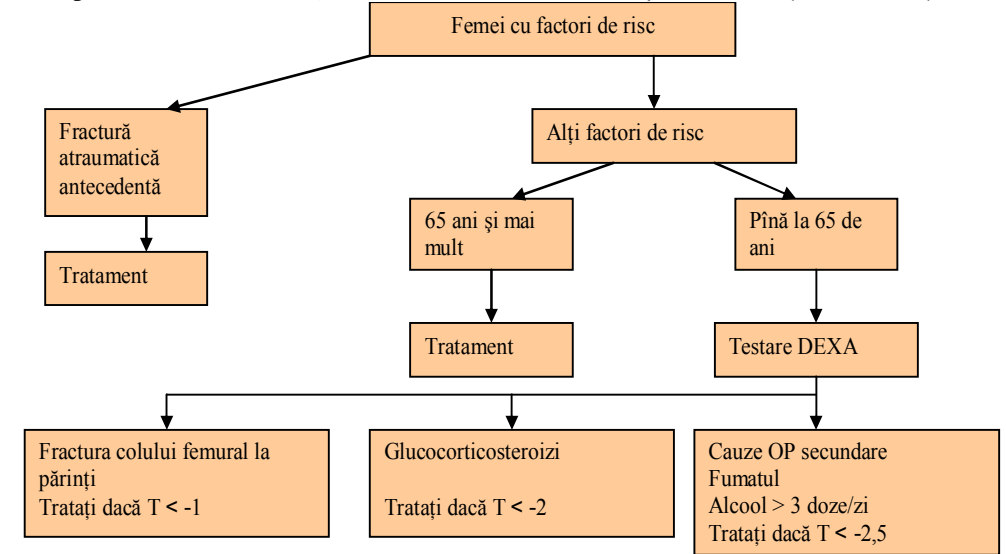 Femei cu factori de risc
Fractură
atraumatică
antecedentă
Alți factori de risc
65 ani și mai
mult
Pînă la 65 de
ani
Tratament
Tratament
Testare DEXA
Fractura colului femural la
părinți
Tratați dacă T < -1
Glucocorticosteroizi
Tratați dacă T < -2
Cauze OP secundare
Fumatul
Alcool > 3 doze/zi
Tratați dacă T < -2,5